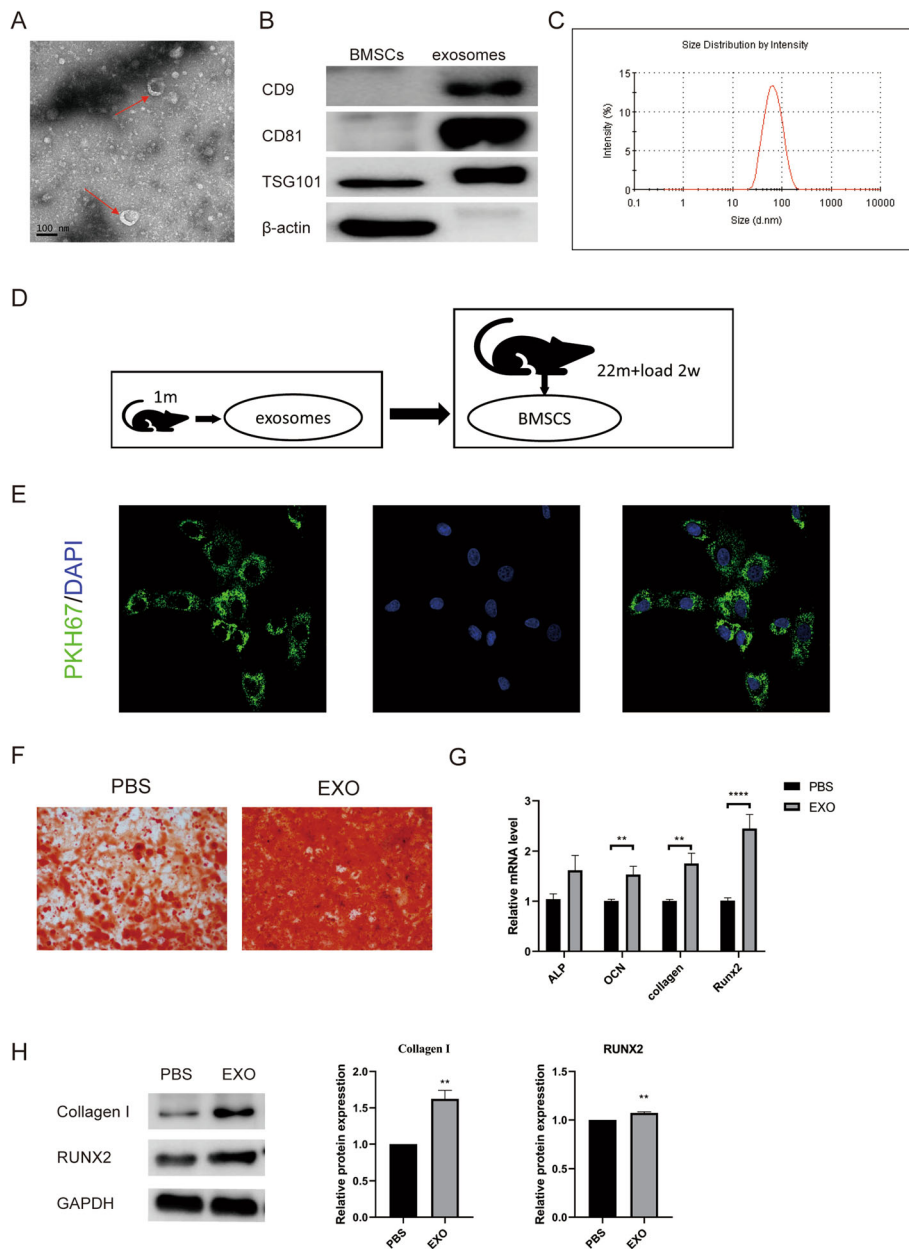 A
100 nm
B
BMSCs exosomes
CD9
CD81
TSG101
β-actin
C
Size Distribution by Intensity
Intensity (%)
15
10
5
0
0.1 1 10 100 1000 10000
Size (d.nm)
D
1m
exosomes
22m+load 2w
BMSCS
E
PKH67/DAPI
F
PBS EXO
G
PBS
EXO
Relative mRNA level
3
2
1
0
** ** ****
ALP OCN collagen Runx2
H
PBS EXO
Collagen I
RUNX2
GAPDH
Collagen I
Relative protein expresstion
2.0
1.5
1.0
0.5
0.0
**
PBS EXO
RUNX2
Relative protein expresstion
1.5
1.0
0.5
0.0
**
PBS EXO